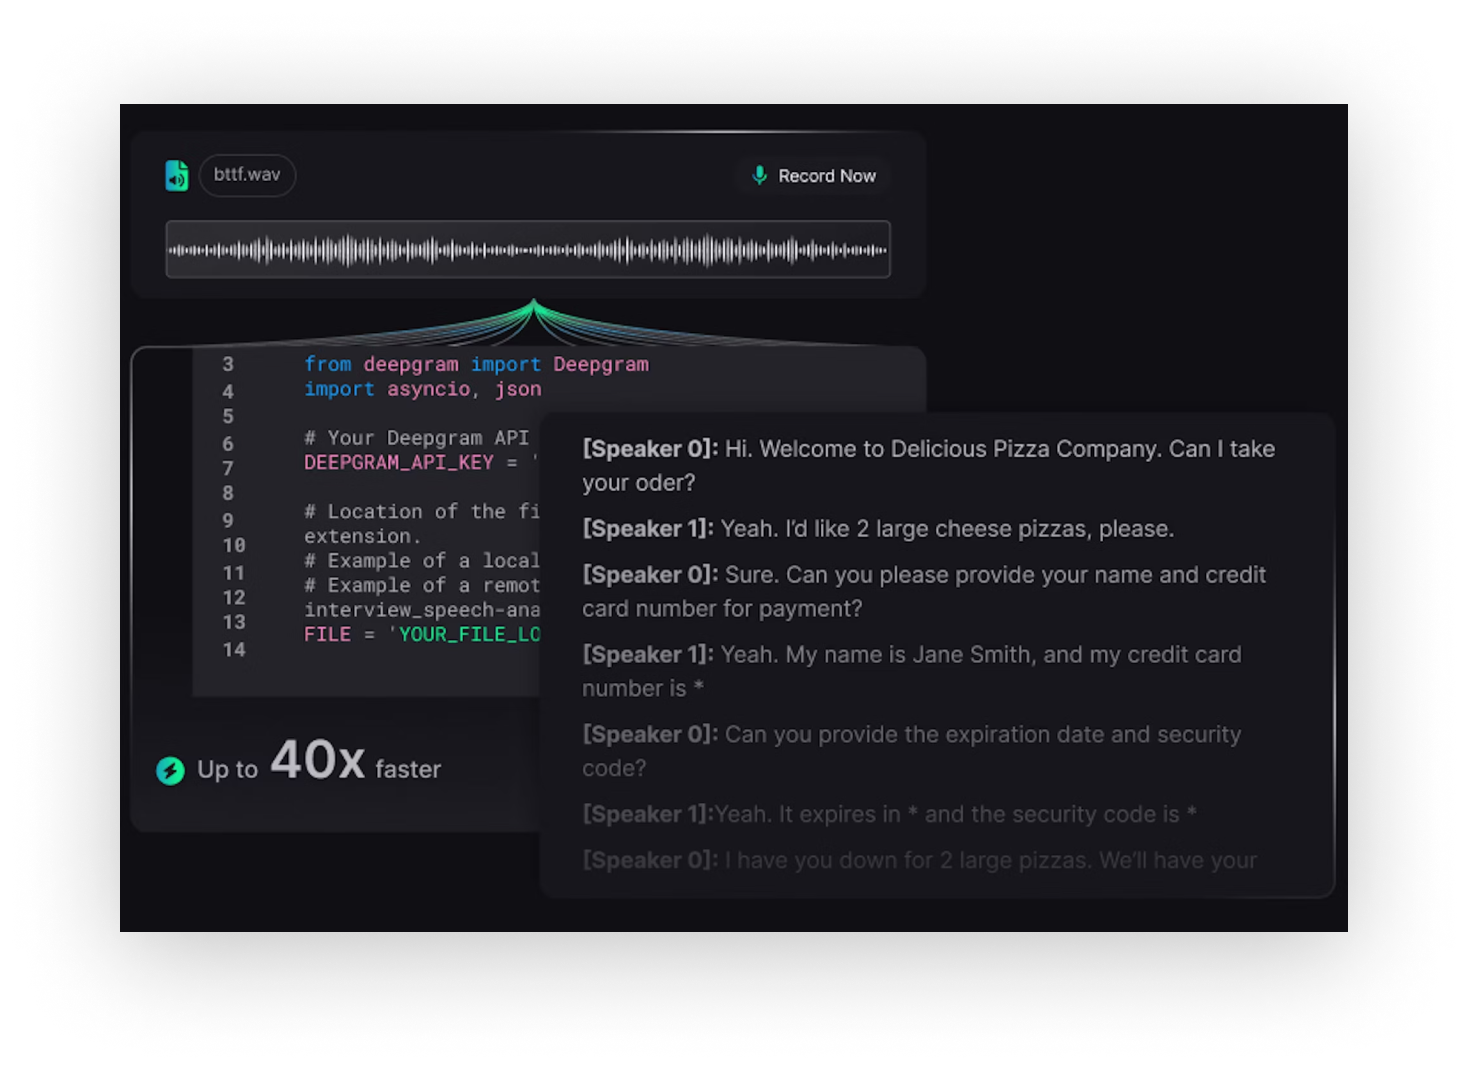 bttf.wav
Record Now
3 from deepgram import Deepgram
4 import asyncio, json
5
6 # Your Deepgram API
7 DEEPGRAM_API_KEY = '
8
9 # Location of the fi
10 extension.
11 # Example of a local
12 # Example of a remot
13 interview_speech-ana
14 FILE = 'YOUR_FILE_LO
Up to 40x faster
[Speaker 0]: Hi. Welcome to Delicious Pizza Company. Can I take
your oder?
[Speaker 1]: Yeah. I’d like 2 large cheese pizzas, please.
[Speaker 0]: Sure. Can you please provide your name and credit
card number for payment?
[Speaker 1]: Yeah. My name is Jane Smith, and my credit card
number is *
[Speaker 0]: Can you provide the expiration date and security
code?
[Speaker 1]:Yeah. It expires in * and the security code is *
[Speaker 0]: I have you down for 2 large pizzas. We’ll have your